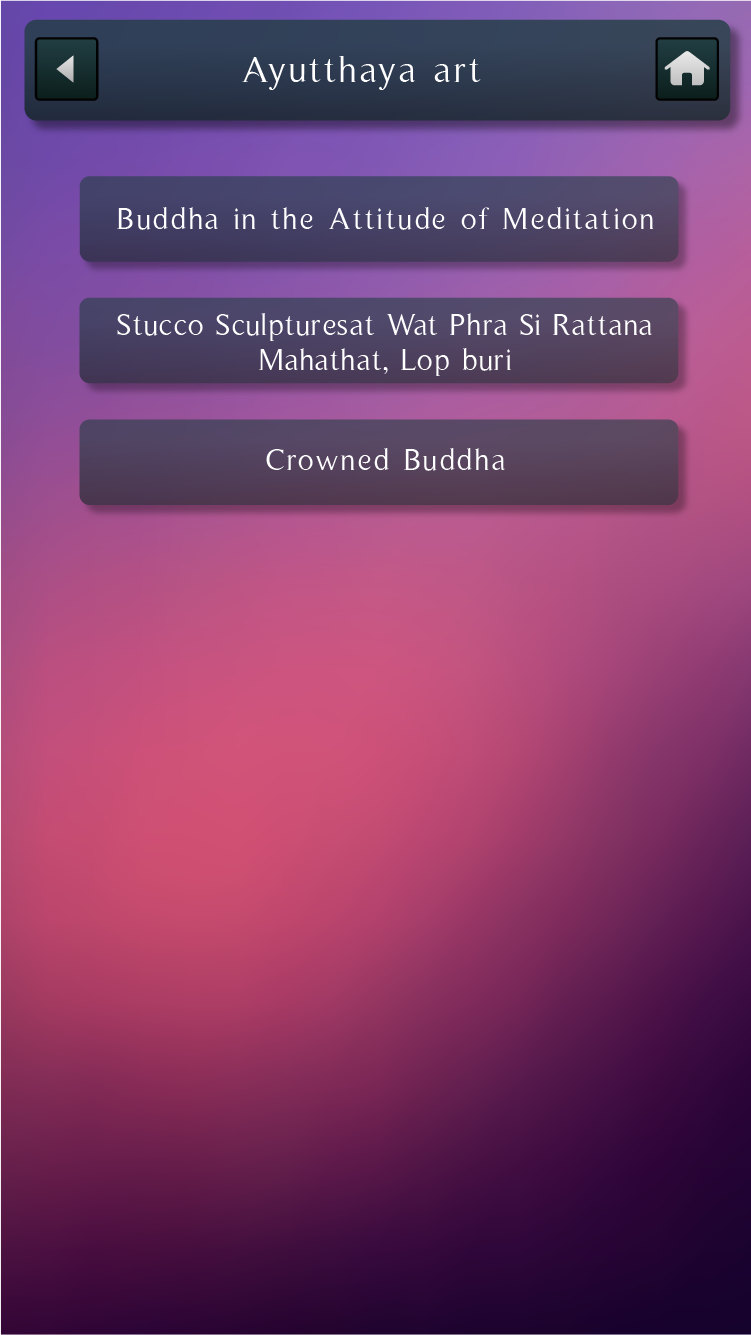 Ayutthaya art
Buddha in the Attitude of Meditation
Stucco Sculpturesat Wat Phra Si Rattana
Mahathat, Lop buri
Crowned Buddha